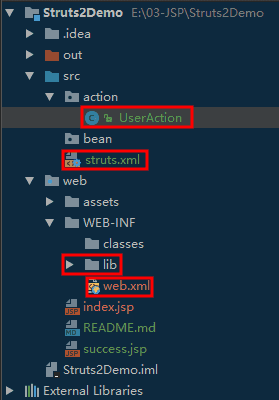 Struts2Demo E:\03-JSP\Struts2Demo
.idea
out
src
action
UserAction
bean
struts.xml
web
assets
WEB-INF
classes
lib
web.xml
index.jsp
README.md
success.jsp
Struts2Demo.iml
External Libraries